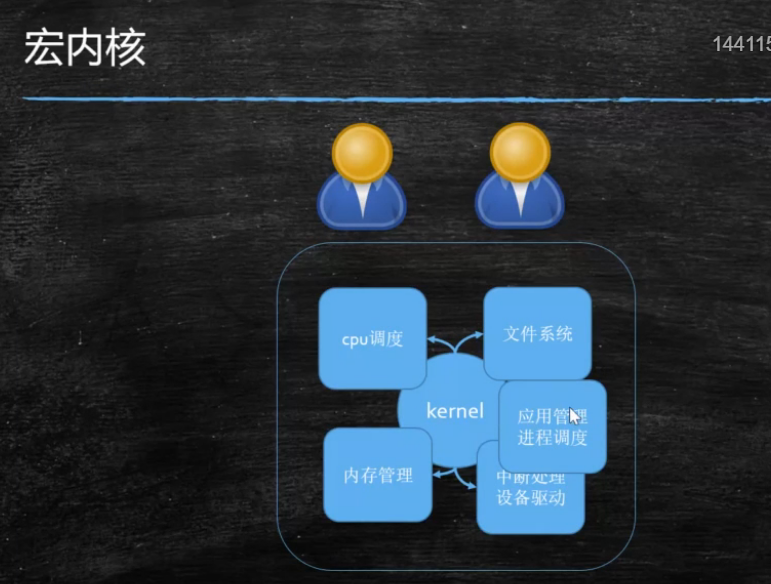 宏内核
144115
cpu调度
文件系统
kernel
应用管理
进程调度
内存管理
中断处理
设备驱动